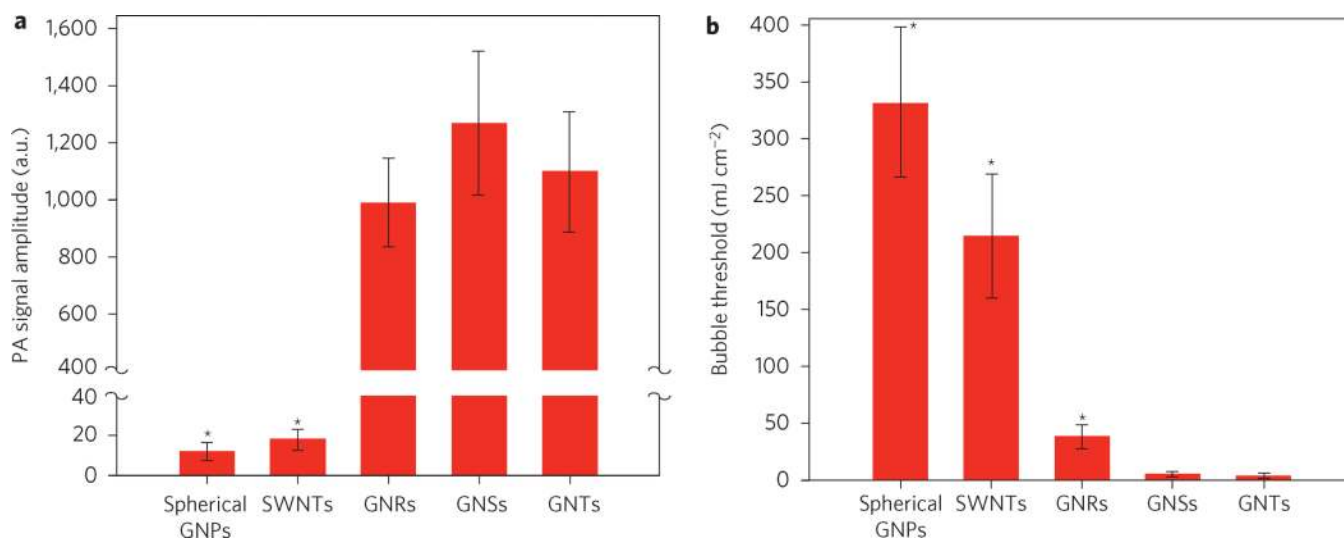 a
1,600
1,400
1,200
1,000
800
600
400
40
20
0
PA signal amplitude (a.u.)
*
*
Spherical
GNPs
SWNTs
GNRs
GNSs
GNTs
b
400
350
300
250
200
150
100
50
0
Bubble threshold (mJ cm⁻²)
*
*
*
Spherical
GNPs
SWNTs
GNRs
GNSs
GNTs